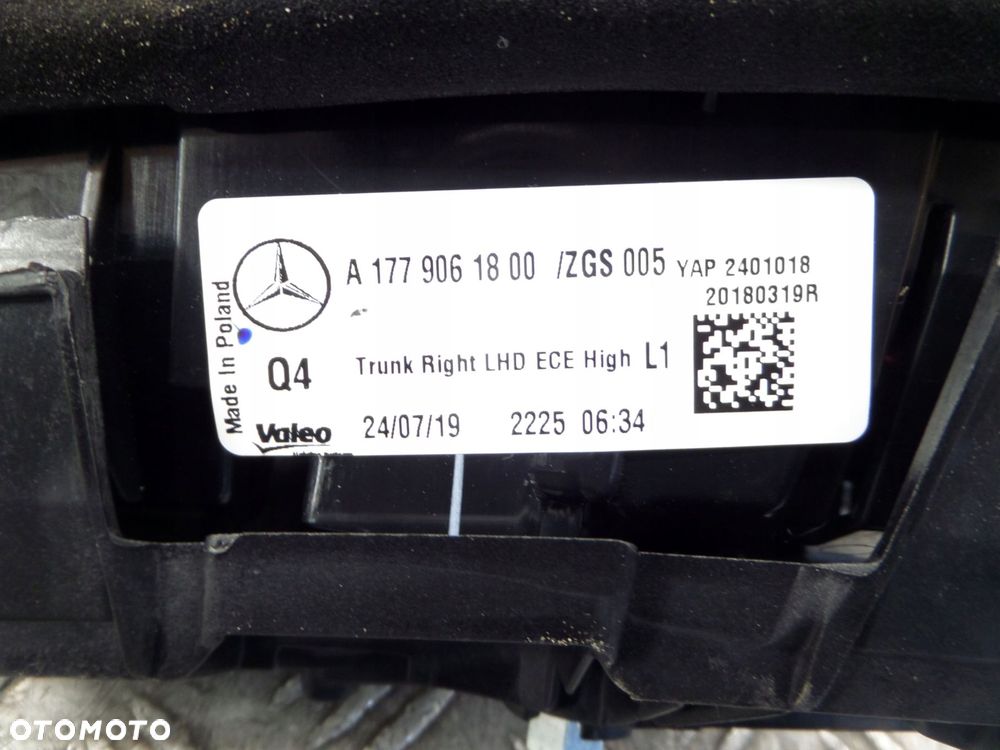 A 177 906 18 00 /ZGS 005 YAP 2401018
20180319R
Made In Poland
Q4 Trunk Right LHD ECE High L1
Valeo 24/07/19 2225 06:34
OTOMOTO